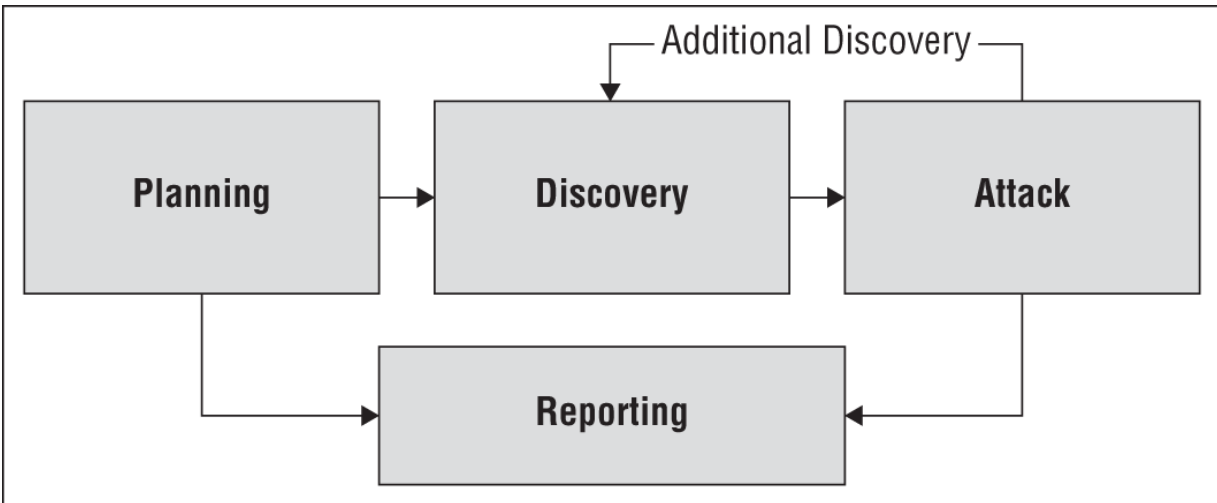 Additional Discovery
Planning
Discovery
Attack
Reporting